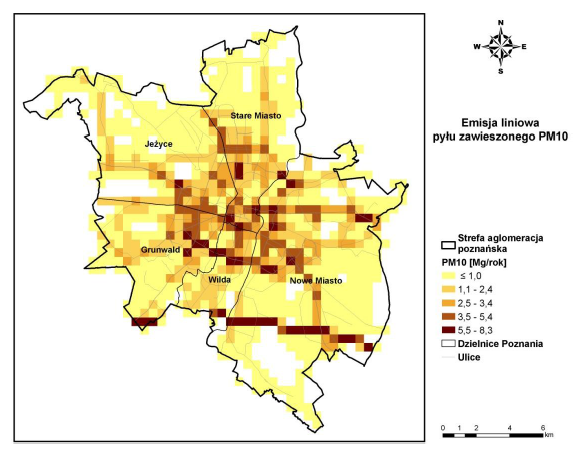 N
W E
S
Emisja liniowa
pyłu zawieszonego PM10
Stare Miasto
Jeżyce
Grunwald
Wilda
Nowe Miasto
Strefa aglomeracja
poznańska
PM10 [Mg/rok]
≤ 1,0
1,1 - 2,4
2,5 - 3,4
3,5 - 5,4
5,5 - 8,3
Dzielnice Poznania
Ulice
0 1 2 4 6
km